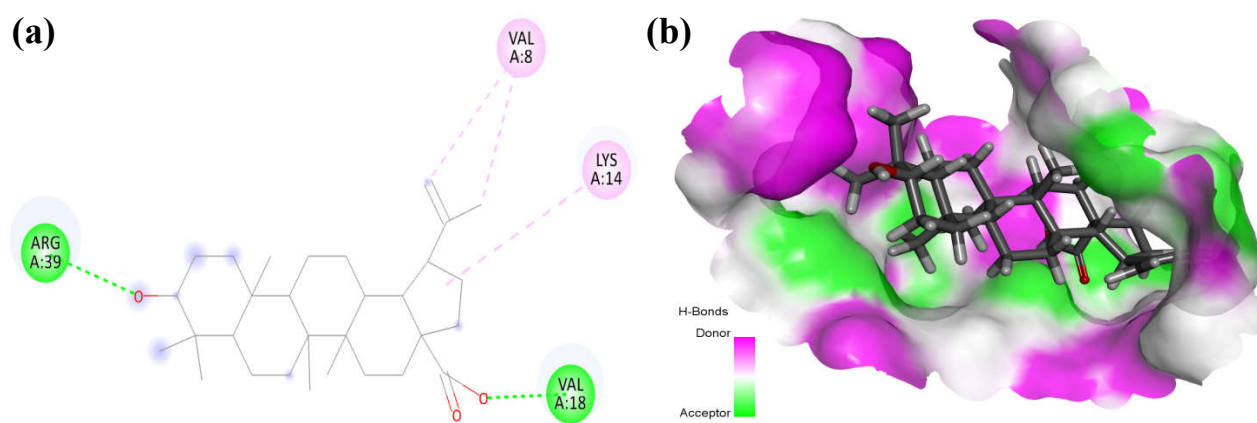 (a)
VAL
A:8
LYS
A:14
ARG
A:39
O
O
O
VAL
A:18
(b)
H-Bonds
Donor
Acceptor